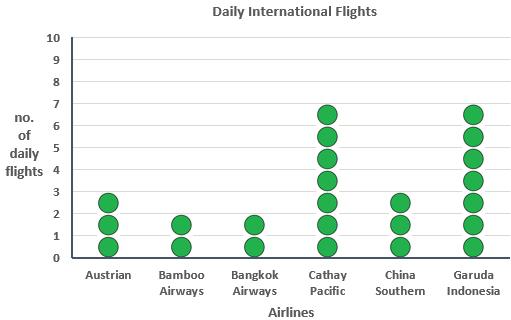 Daily International Flights
10
9
8
7
6
5
4
3
2
1
0
no.
of
daily
flights
Austrian
Bamboo
Airways
Bangkok
Airways
Cathay
Pacific
China
Southern
Garuda
Indonesia
Airlines